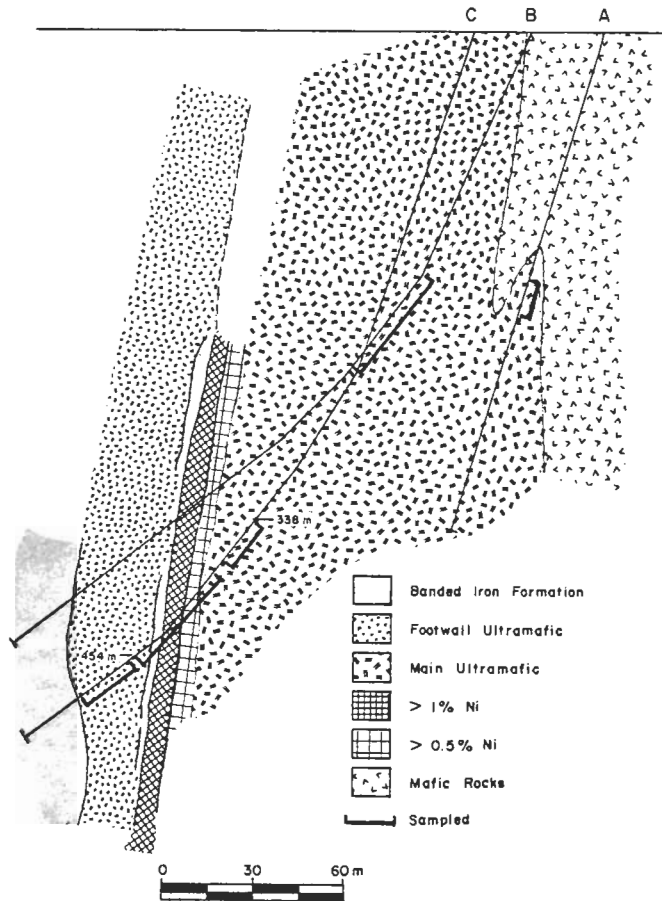 C B A
338 m
454 m
Banded Iron Formation
Footwall Ultramafic
Main Ultramafic
> 1% Ni
> 0.5% Ni
Mafic Rocks
Sampled
0 30 60 m